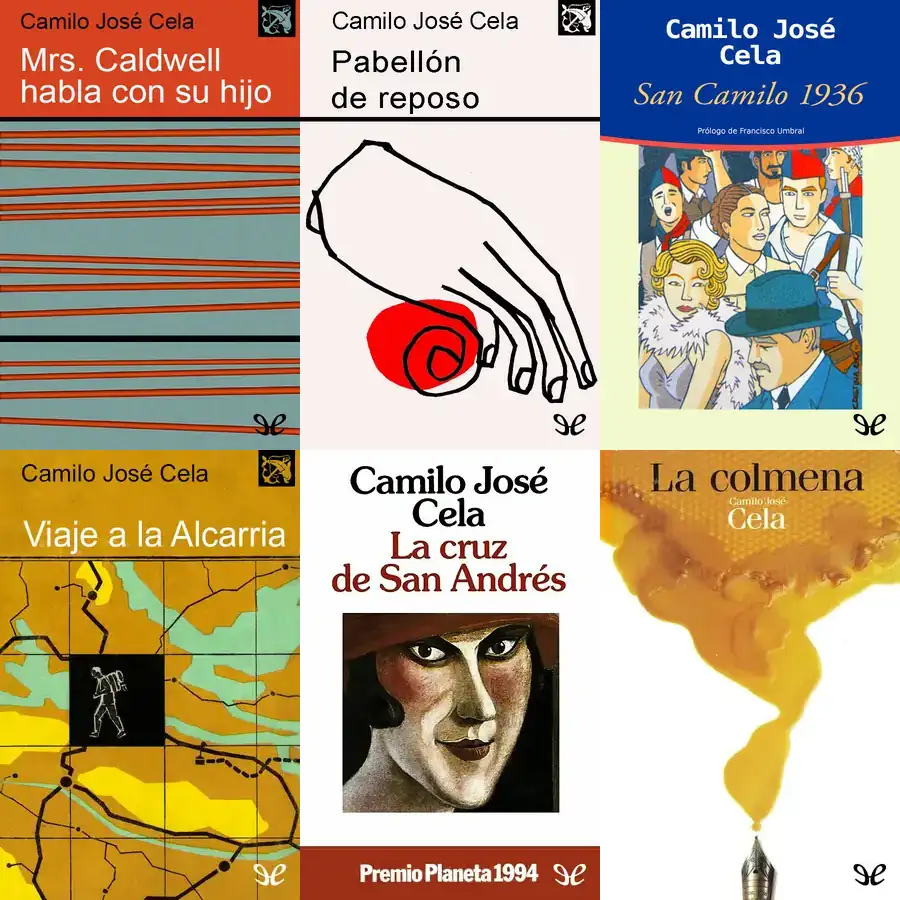 Camilo José Cela
Mrs. Caldwell
habla con su hijo
Camilo José Cela
Pabellón
de reposo
Camilo José
Cela
San Camilo 1936
Prólogo de Francisco Umbral
Camilo José Cela
Viaje a la Alcarria
Camilo José
Cela
La cruz
de San Andrés
Premio Planeta 1994
La colmena
Camilo José
Cela